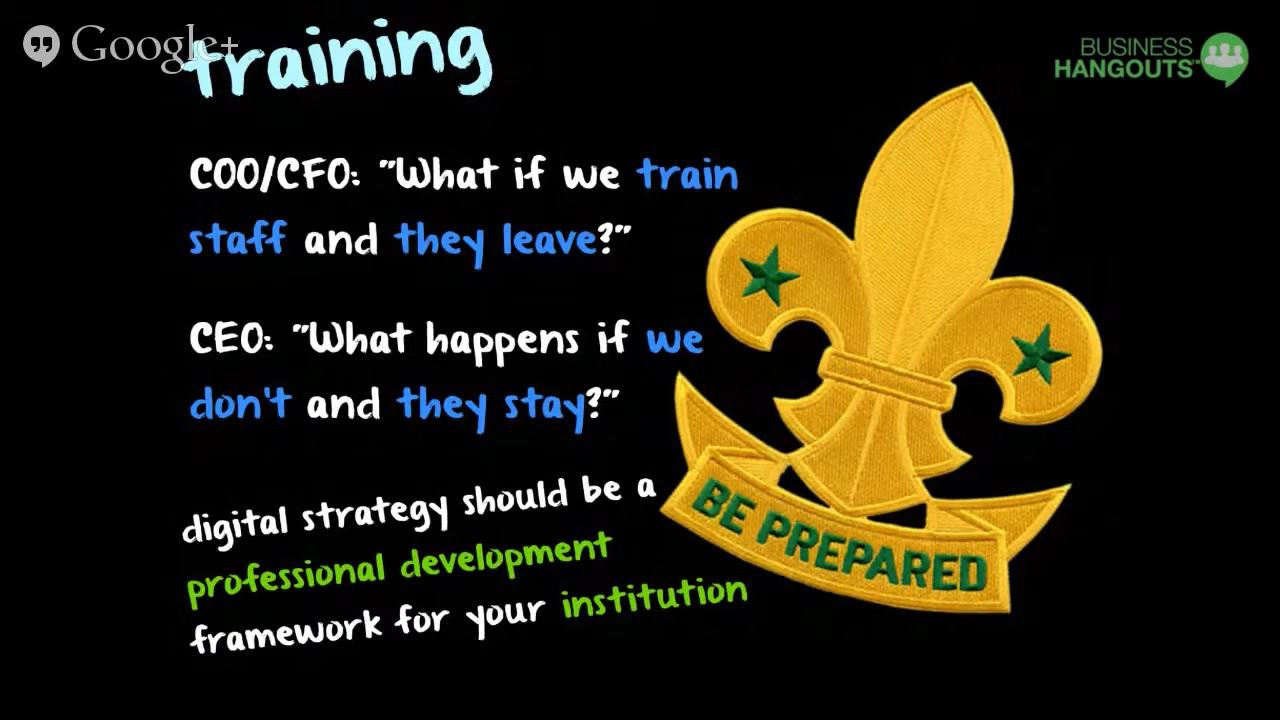 Google+
training
BUSINESS
HANGOUTS™
COO/CFO: "What if we train
staff and they leave?"
CEO: "What happens if we
don't and they stay?"
digital strategy should be a
professional development
framework for your institution
BE PREPARED